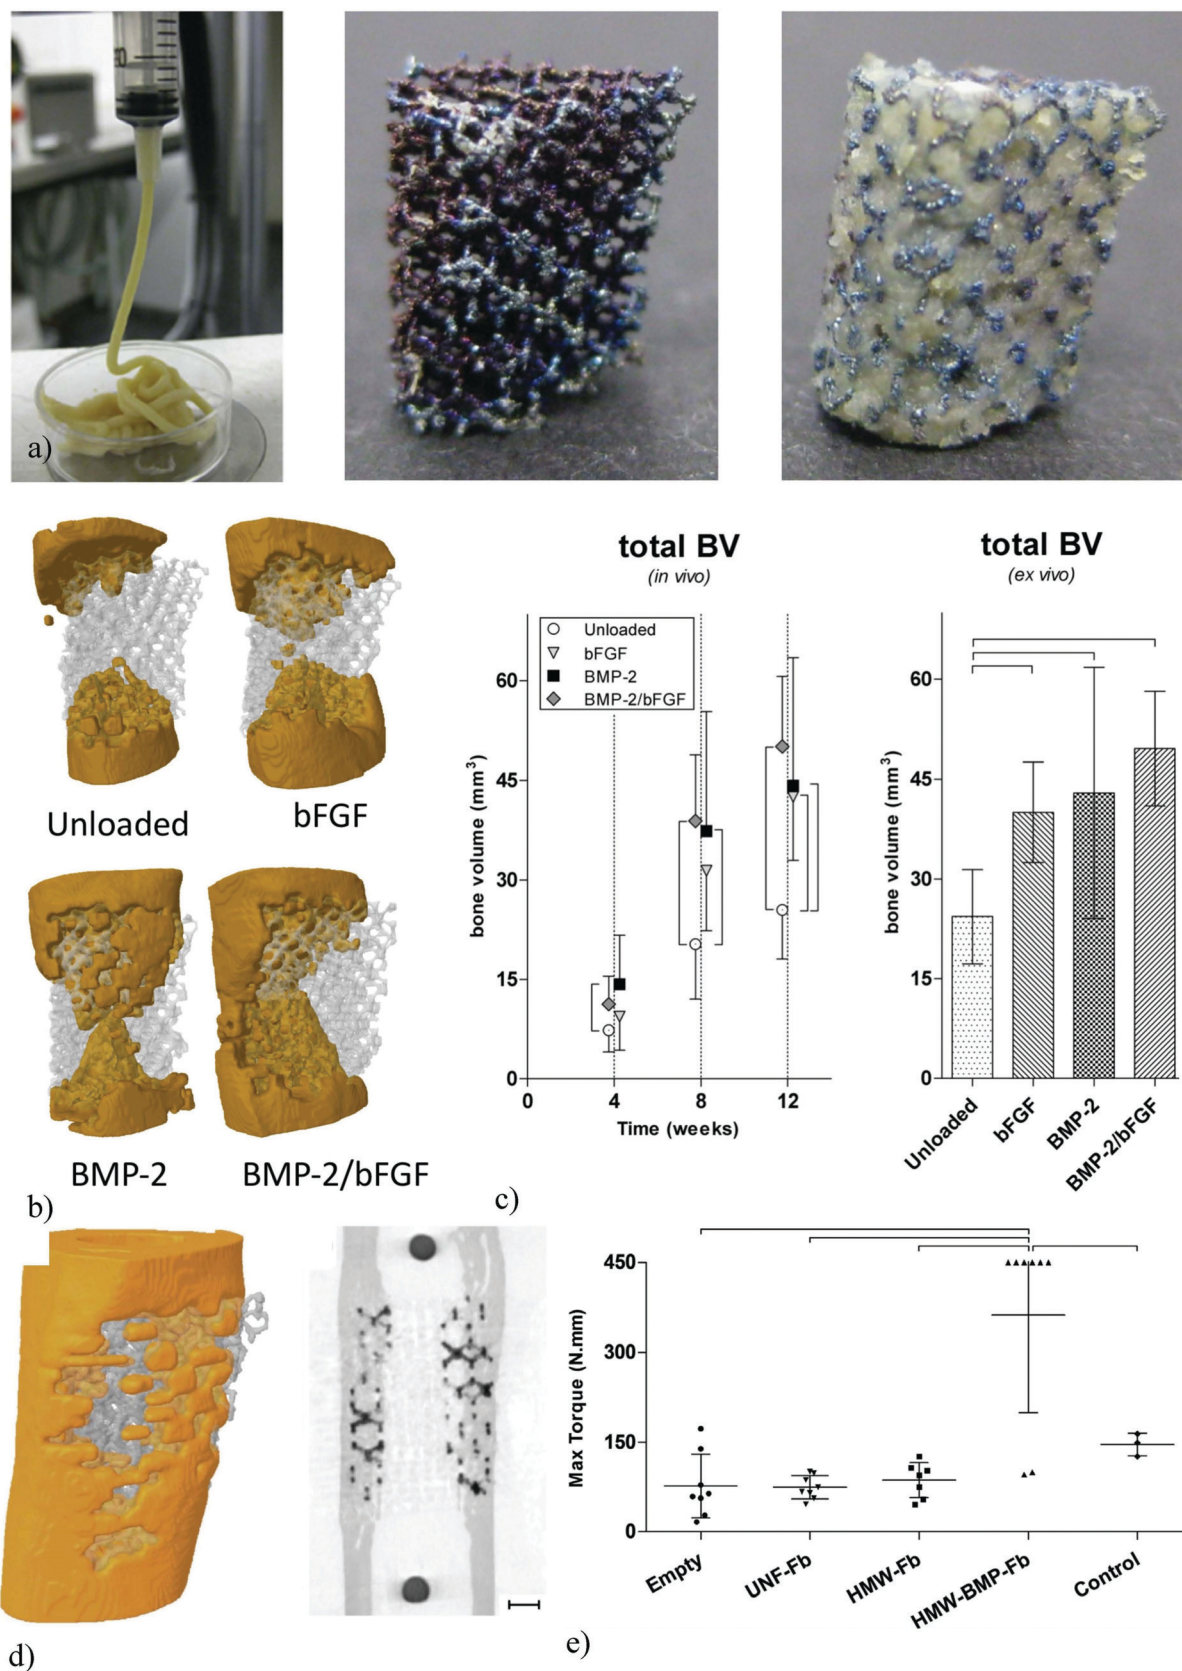 a)
Unloaded
bFGF
BMP-2
BMP-2/bFGF
b)
total BV
(in vivo)
bone volume (mm³)
60
45
30
15
0
Unloaded
bFGF
BMP-2
BMP-2/bFGF
0
4
8
12
Time (weeks)
c)
total BV
(ex vivo)
bone volume (mm³)
60
45
30
15
0
Unloaded
bFGF
BMP-2
BMP-2/bFGF
d)
Max Torque (N.mm)
450
300
150
0
Empty
UNF-Fb
HMW-Fb
HMW-BMP-Fb
Control
e)